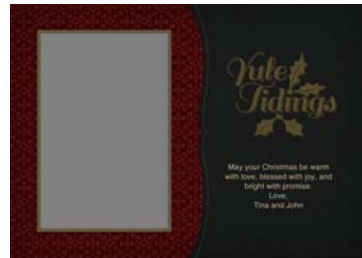 Yule
Tidings
May your Christmas be warm
with love, blessed with joy, and
bright with promise.
Love,
Tina and John